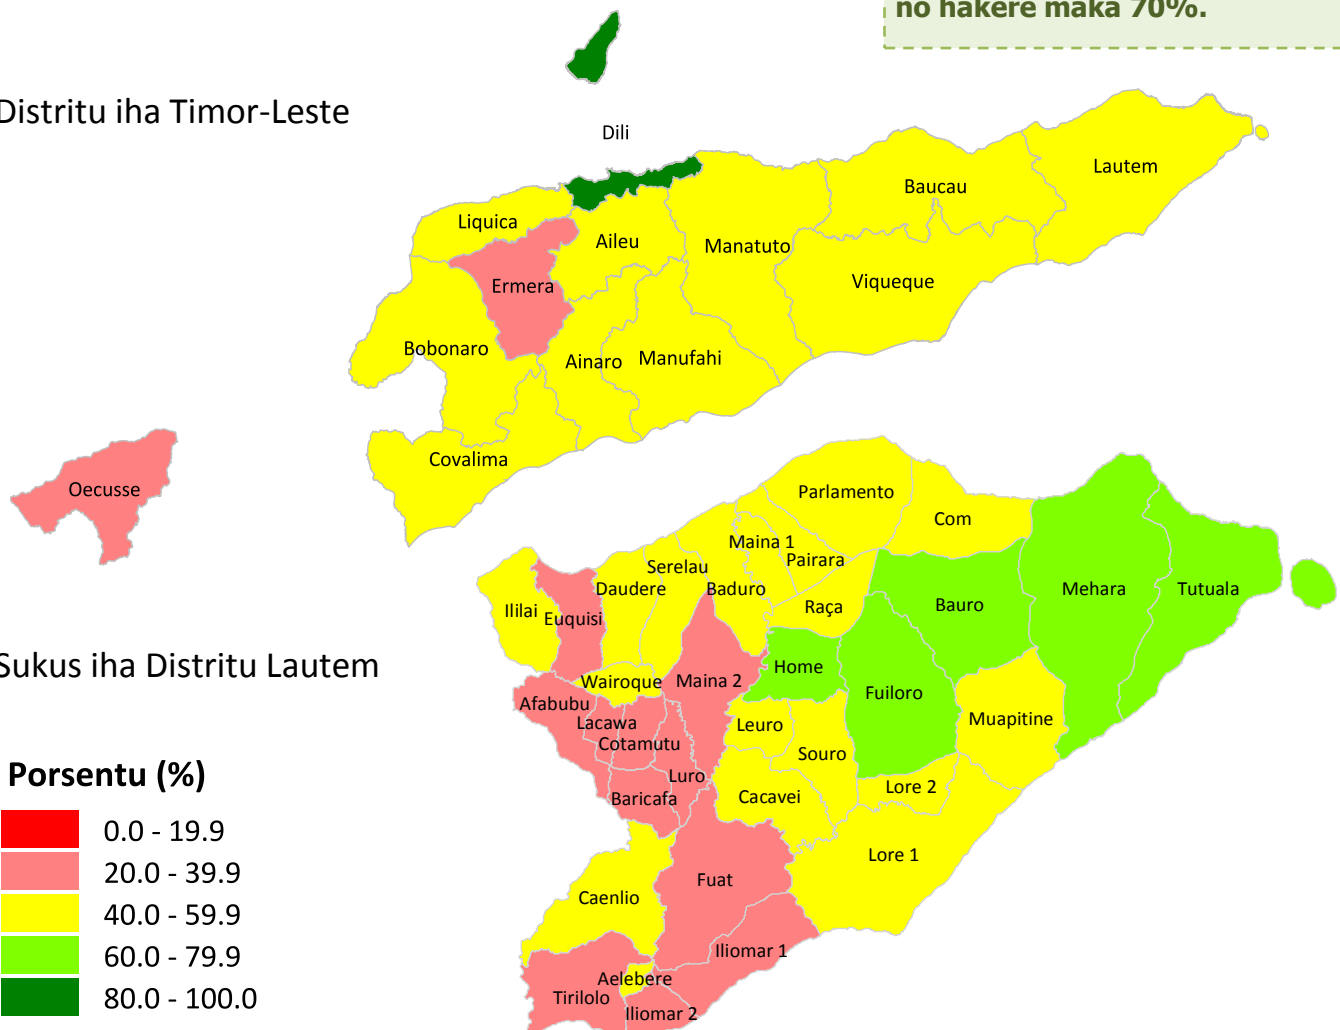 no hakerè maka 70%.
Distritu iha Timor-Leste
Dili
Lautem
Baucau
Liquica
Aileu
Manatuto
Viqueque
Ermera
Bobonaro
Ainaro
Manufahi
Covalima
Oecusse
Parlamento
Com
Maina 1
Pairara
Serelau
Daudere
Baduro
Mehara
Tutuala
Ililai
Euquisi
Raça
Bauro
Sukus iha Distritu Lautem
Home
Wairoque
Maina 2
Fuiloro
Afabubu
Lacawa
Leuro
Muapitine
Cotamutu
Souro
Luro
Lore 2
Baricafa
Cacavei
Lore 1
Fuat
Caenlio
Iliomar 1
Aelebere
Tirilolo
Iliomar 2
Porsentu (%)
0.0 - 19.9
20.0 - 39.9
40.0 - 59.9
60.0 - 79.9
80.0 - 100.0